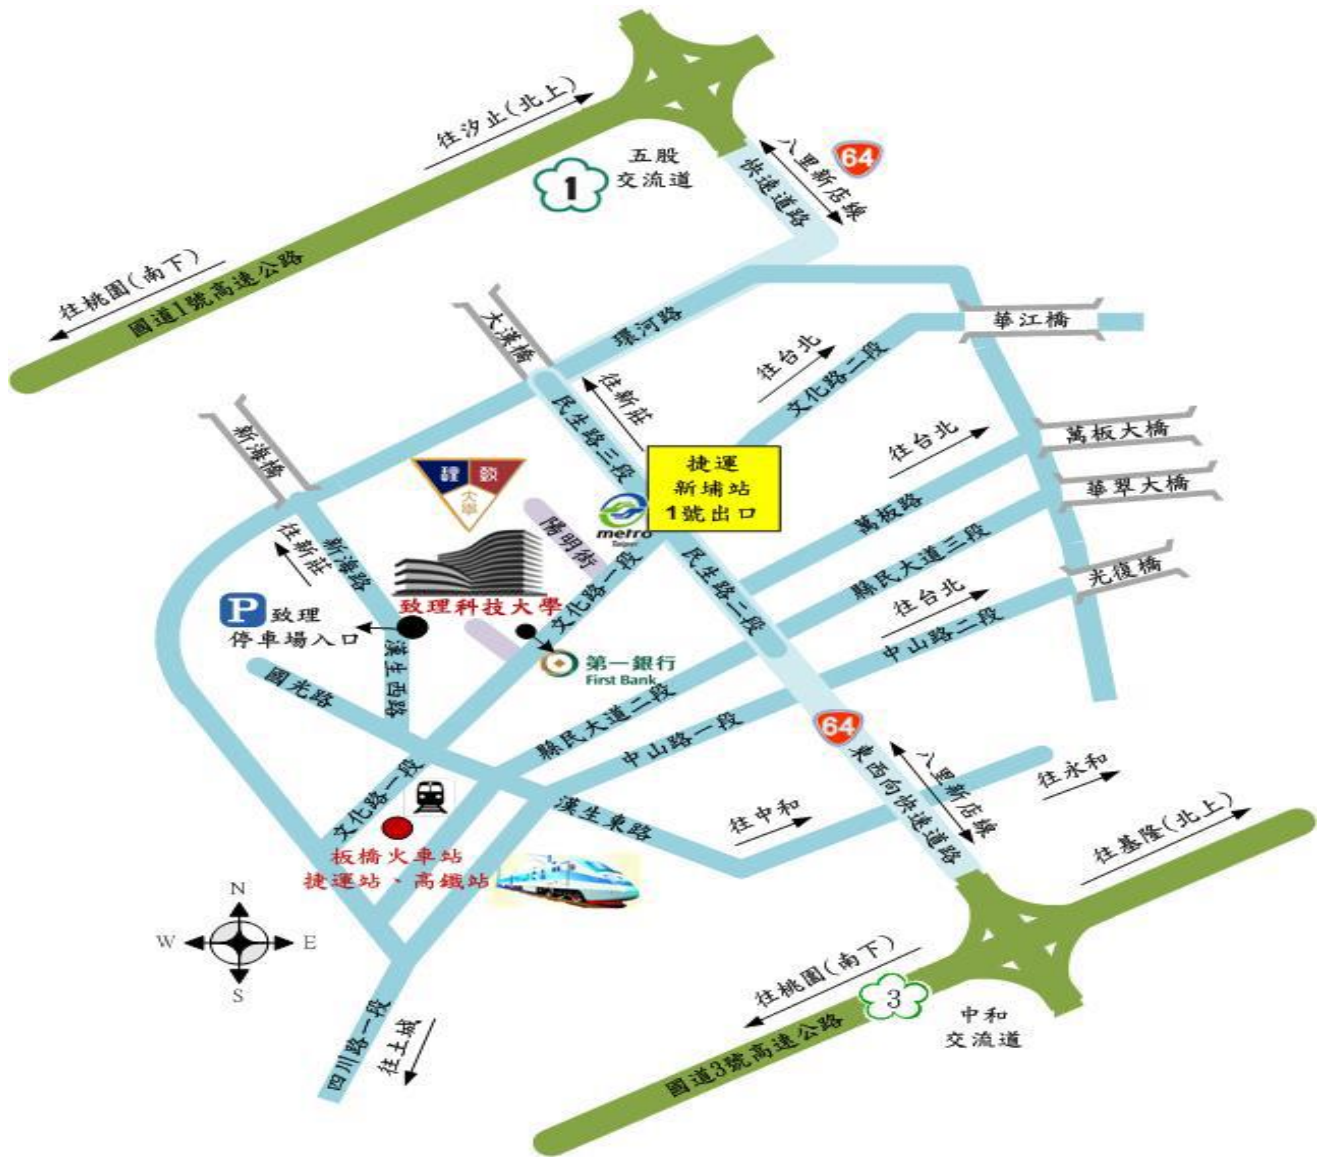 往汐止(北上)
五股
交流道
1
64
八里新店線
快速道路
往桃園(南下)
國道1號高速公路
大漢橋
環河路
華江橋
往台北
文化路二段
往新莊
民生路三段
新海橋
往台北
萬板大橋
捷運
新埔站
1號出口
華翠大橋
萬板路
理 致
大學
陽明街
metro
Taipei
往新莊
新海路
縣民大道三段
光復橋
民生路二段
往台北
致理科技大學
文化路一段
P 致理
停車場入口
中山路二段
漢生西路
第一銀行
First Bank
國光路
縣民大道二段
中山路一段
64
東西向快速道路
八里新店線
往永和
文化路一段
漢生東路
往中和
往基隆(北上)
板橋火車站
捷運站、高鐵站
N
W
E
S
往桃園(南下)
3
中和
交流道
國道3號高速公路
四川路一段
往土城